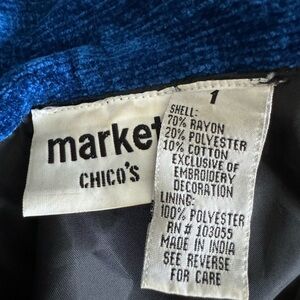 market
CHICO'S
1
SHELL:
70% RAYON
20% POLYESTER
10% COTTON
EXCLUSIVE OF
EMBROIDERY
DECORATION
LINING:
100% POLYESTER
RN # 103055
MADE IN INDIA
SEE REVERSE
FOR CARE